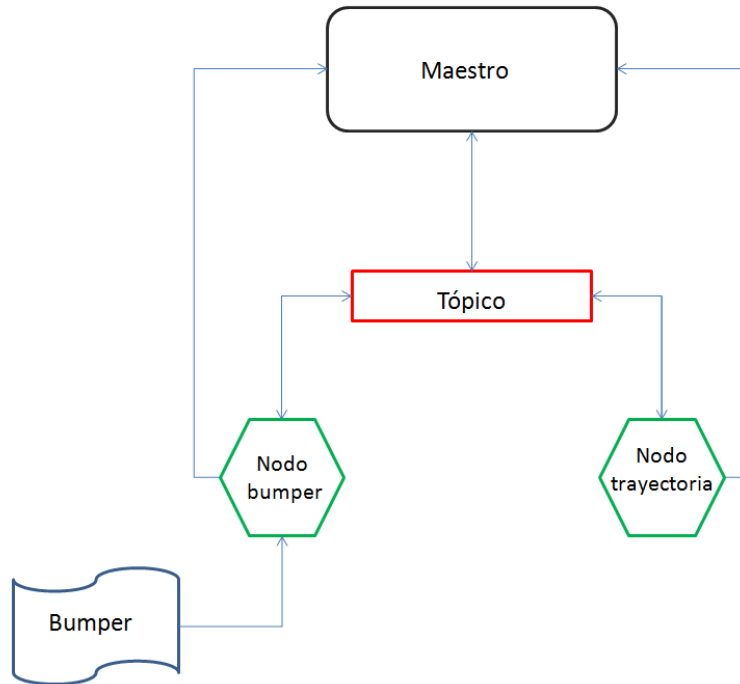 Maestro
Tópico
Nodo
bumper
Nodo
trayectoria
Bumper